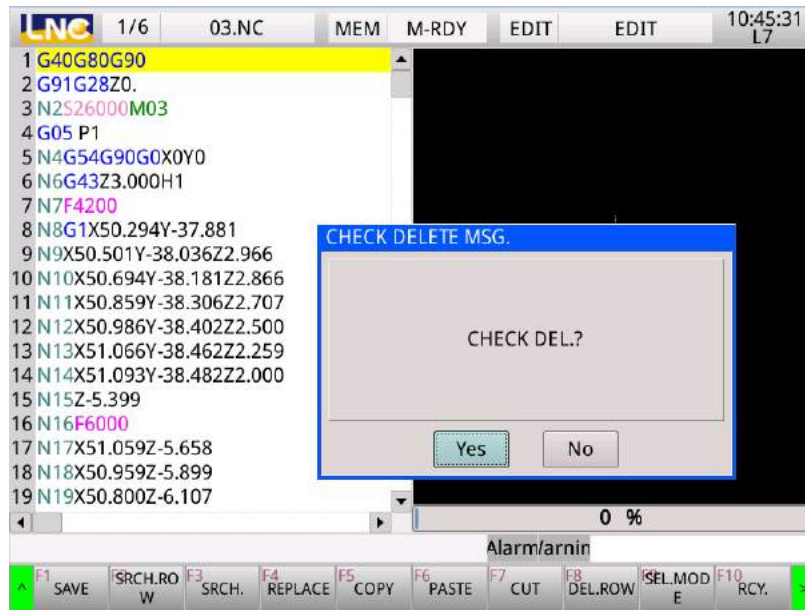 LNC 1/6 03.NC MEM M-RDY EDIT EDIT 10:45:31
L7
1 G40G80G90
2 G91G28Z0.
3 N2S26000M03
4 G05 P1
5 N4G54G90G0X0Y0
6 N6G43Z3.000H1
7 N7F4200
8 N8G1X50.294Y-37.881
9 N9X50.501Y-38.036Z2.966
10 N10X50.694Y-38.181Z2.866
11 N11X50.859Y-38.306Z2.707
12 N12X50.986Y-38.402Z2.500
13 N13X51.066Y-38.462Z2.259
14 N14X51.093Y-38.482Z2.000
15 N15Z-5.399
16 N16F6000
17 N17X51.059Z-5.658
18 N18X50.959Z-5.899
19 N19X50.800Z-6.107
CHECK DELETE MSG.
CHECK DEL.?
Yes No
0 %
Alarm/arnin
^ F1 SAVE F2 SRCH.RO
W F3 SRCH. F4 REPLACE F5 COPY F6 PASTE F7 CUT F8 DEL.ROW F9 SEL.MOD
E F10 RCY. >